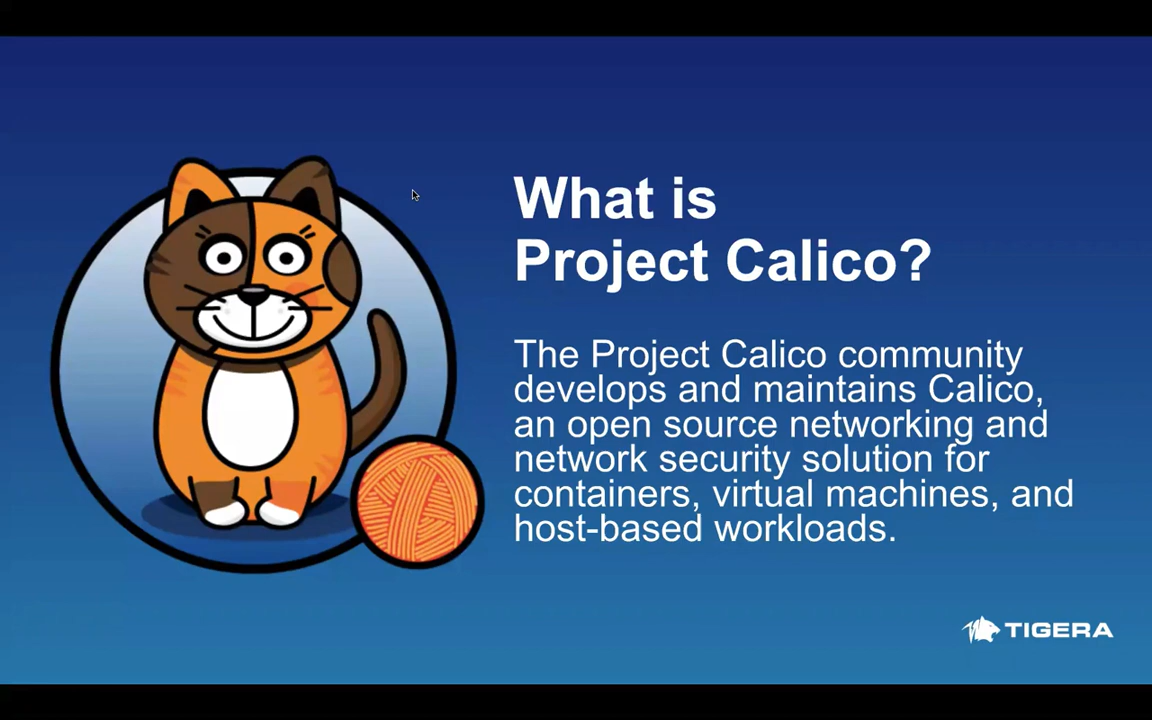 What is
Project Calico?
The Project Calico community
develops and maintains Calico,
an open source networking and
network security solution for
containers, virtual machines, and
host-based workloads.
TIGERA